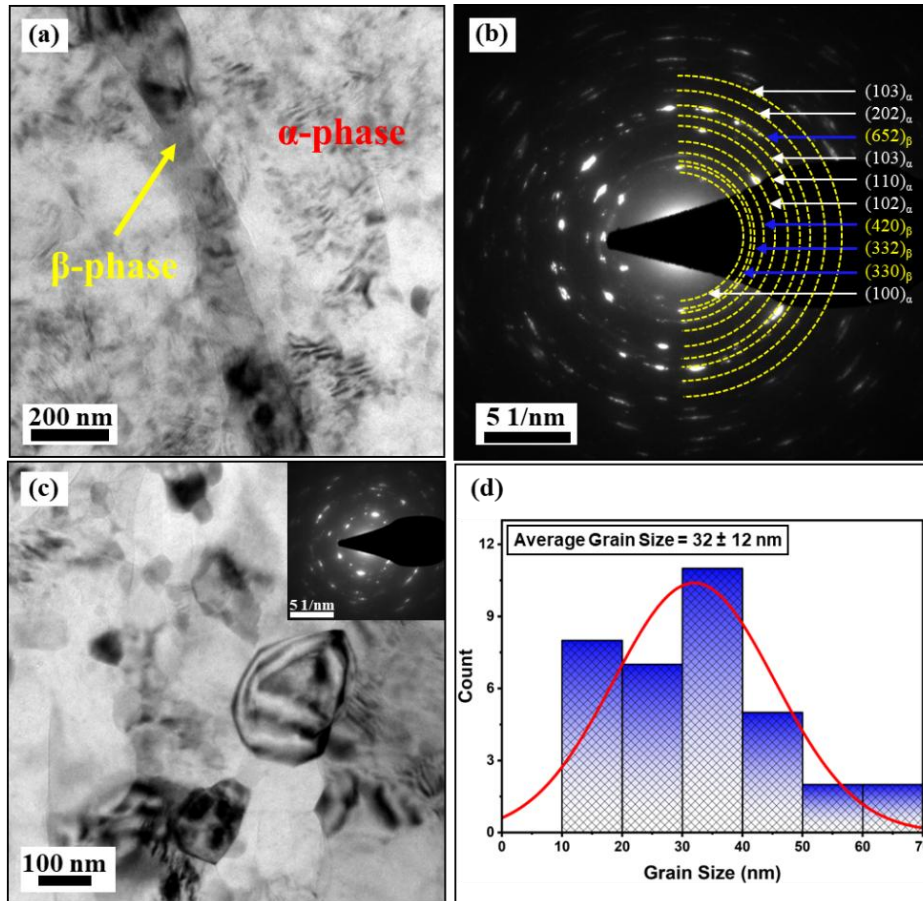 (a)
α-phase
β-phase
200 nm
(b)
(103)α
(202)α
(652)β
(103)α
(110)α
(102)α
(420)β
(332)β
(330)β
(100)α
5 1/nm
(c)
5 1/nm
100 nm
(d)
Average Grain Size = 32 ± 12 nm
Count
12
9
6
3
0
0 10 20 30 40 50 60 70
Grain Size (nm)